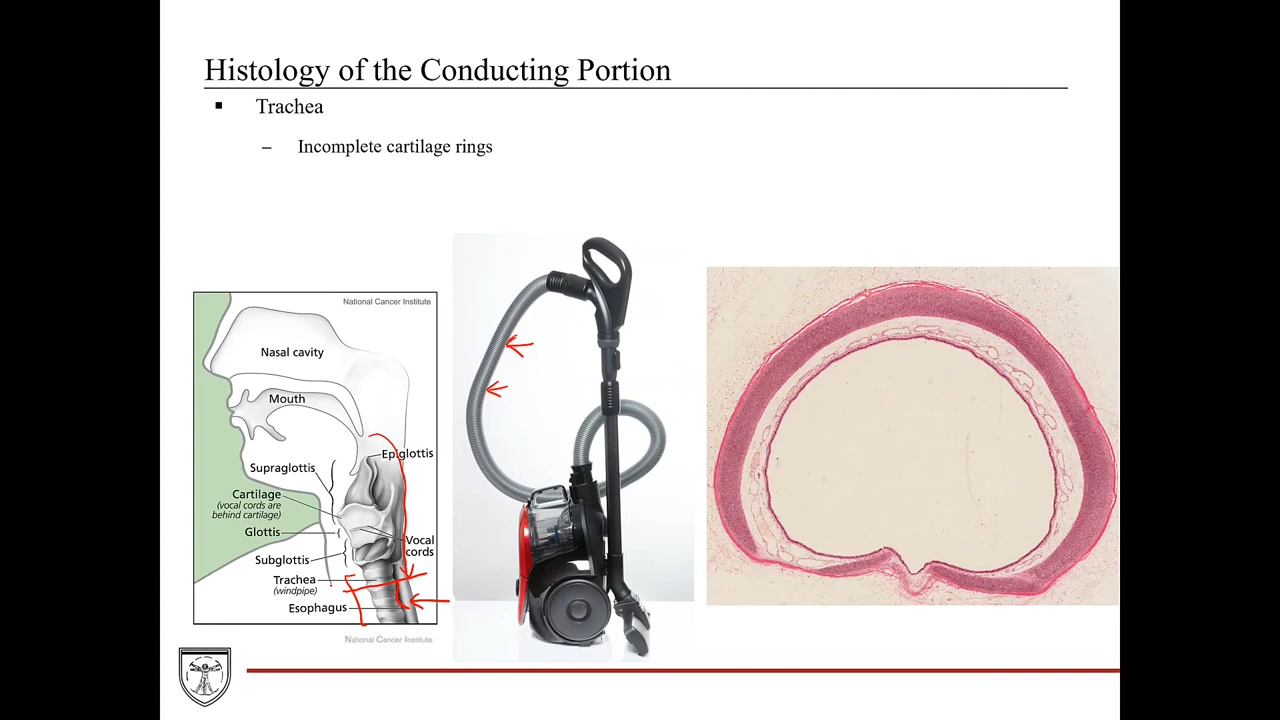 Histology of the Conducting Portion
▪ Trachea
– Incomplete cartilage rings
National Cancer Institute
Nasal cavity
Mouth
Epiglottis
Supraglottis
Cartilage
(vocal cords are
behind cartilage)
Glottis
Vocal
cords
Subglottis
Trachea
(windpipe)
Esophagus
National Cancer Institute